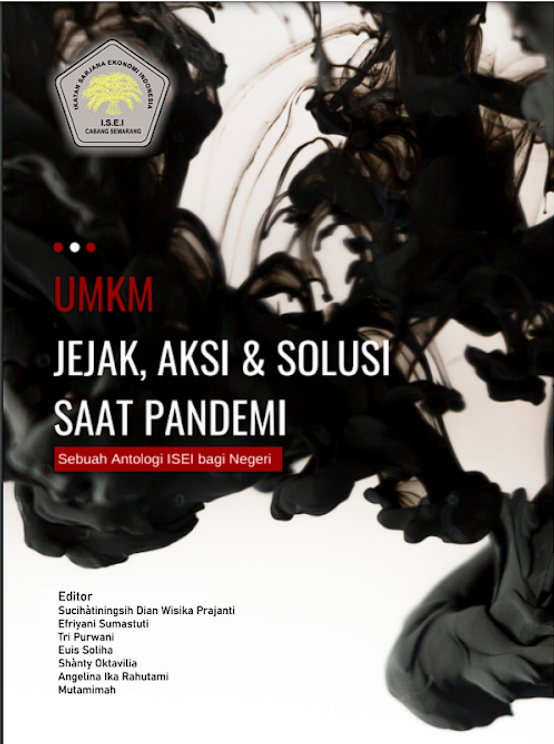 IKATAN SARJANA EKONOMI INDONESIA
I.S.E.I
CABANG SEMARANG
UMKM
JEJAK, AKSI & SOLUSI
SAAT PANDEMI
Sebuah Antologi ISEI bagi Negeri
Editor
Sucihàtiningsih Dian Wisika Prajanti
Efriyani Sumastuti
Tri Purwani
Euis Soliha
Shànty Oktavilia
Angelina Ika Rahutami
Mutamimah